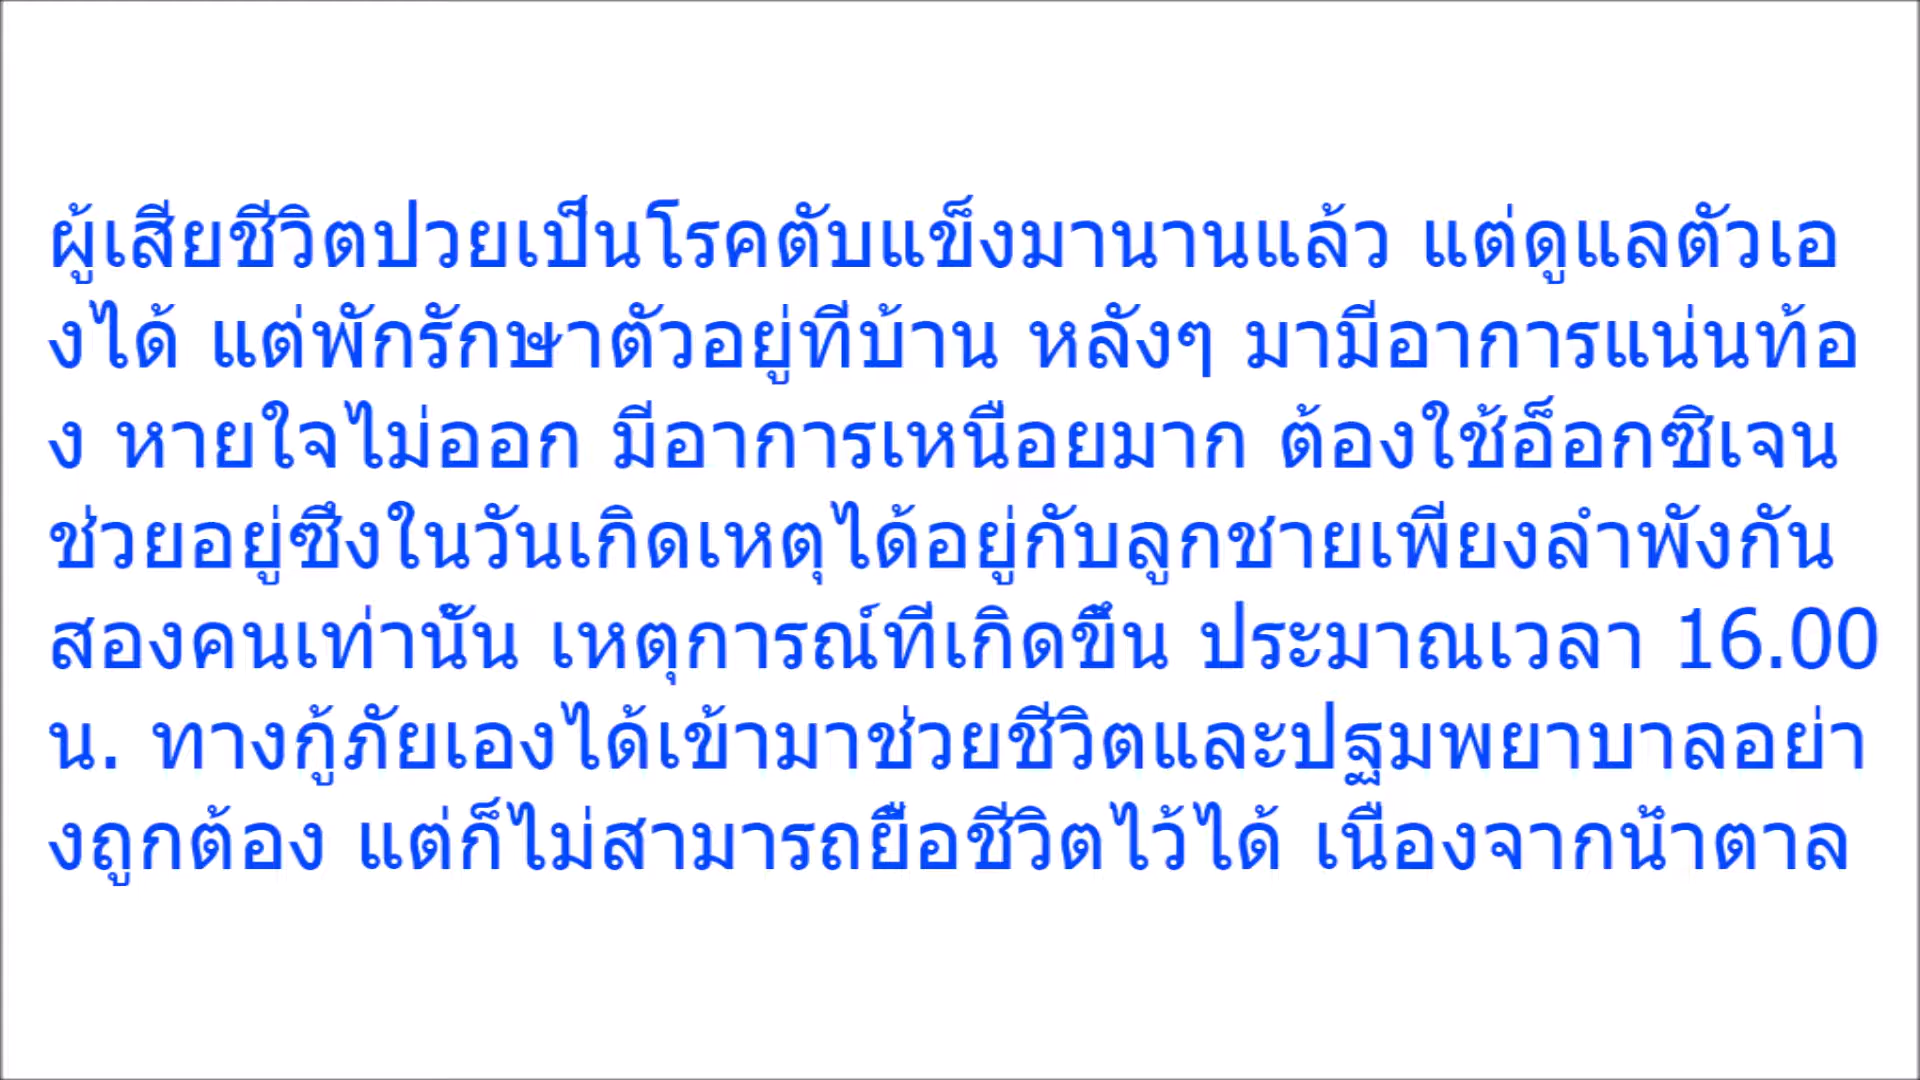 ผู้เสียชีวิตป่วยเป็นโรคตับแข็งมานานแล้ว แต่ดูแลตัวเอ
งได้ แต่พักรักษาตัวอยู่ที่บ้าน หลังๆ มามีอาการแน่นท้อ
ง หายใจไม่ออก มีอาการเหนื่อยมาก ต้องใช้อ็อกซิเจน
ช่วยอยู่ซึ่งในวันเกิดเหตุได้อยู่กับลูกชายเพียงลำพังกัน
สองคนเท่านั้น เหตุการณ์ที่เกิดขึ้น ประมาณเวลา 16.00
น. ทางกู้ภัยเองได้เข้ามาช่วยชีวิตและปฐมพยาบาลอย่า
งถูกต้อง แต่ก็ไม่สามารถยื้อชีวิตไว้ได้ เนื่องจากน้ำตาล